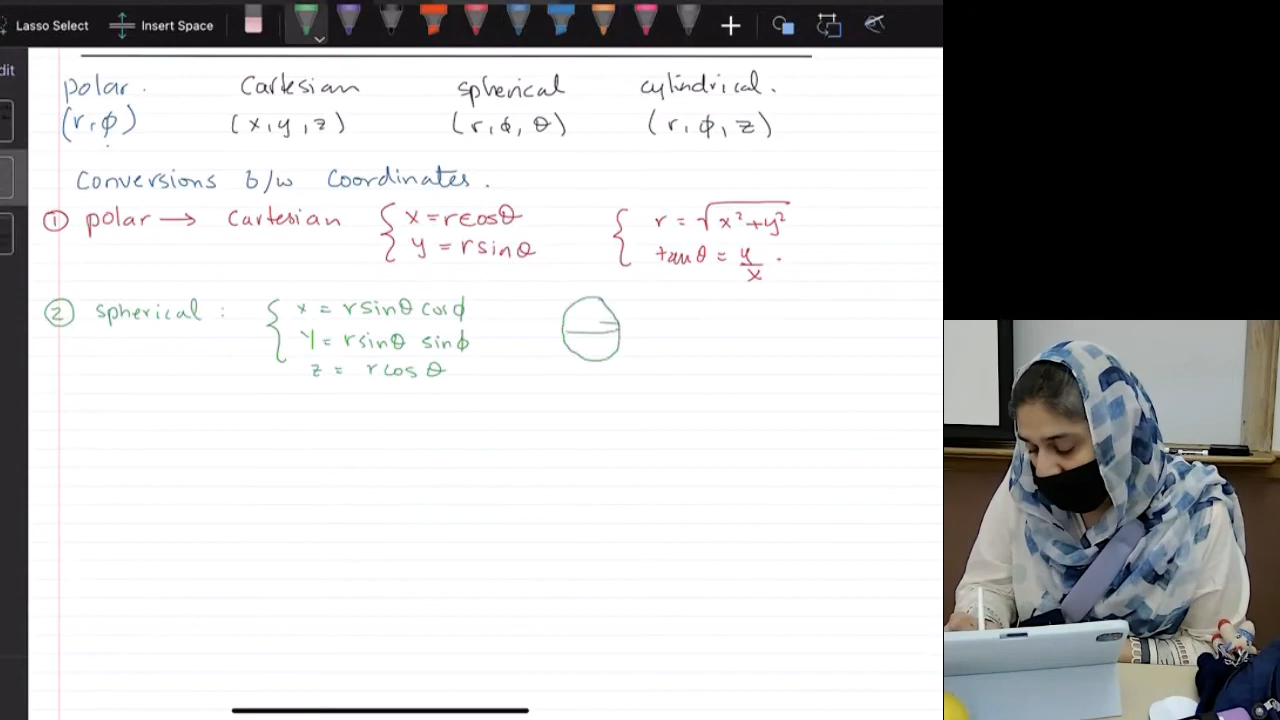 Lasso Select Insert Space
dit
polar. Cartesian spherical cylindrical.
(r,ϕ) (x,y,z) (r,ϕ,θ) (r,ϕ,z)
Conversions b/w Coordinates.
① polar → Cartesian { x = rcosθ { r = √x²+y²
y = rsinθ tanθ = y/x .
② spherical : { x = rsinθ cosϕ
Y = rsinθ sinϕ
z = rcosθ